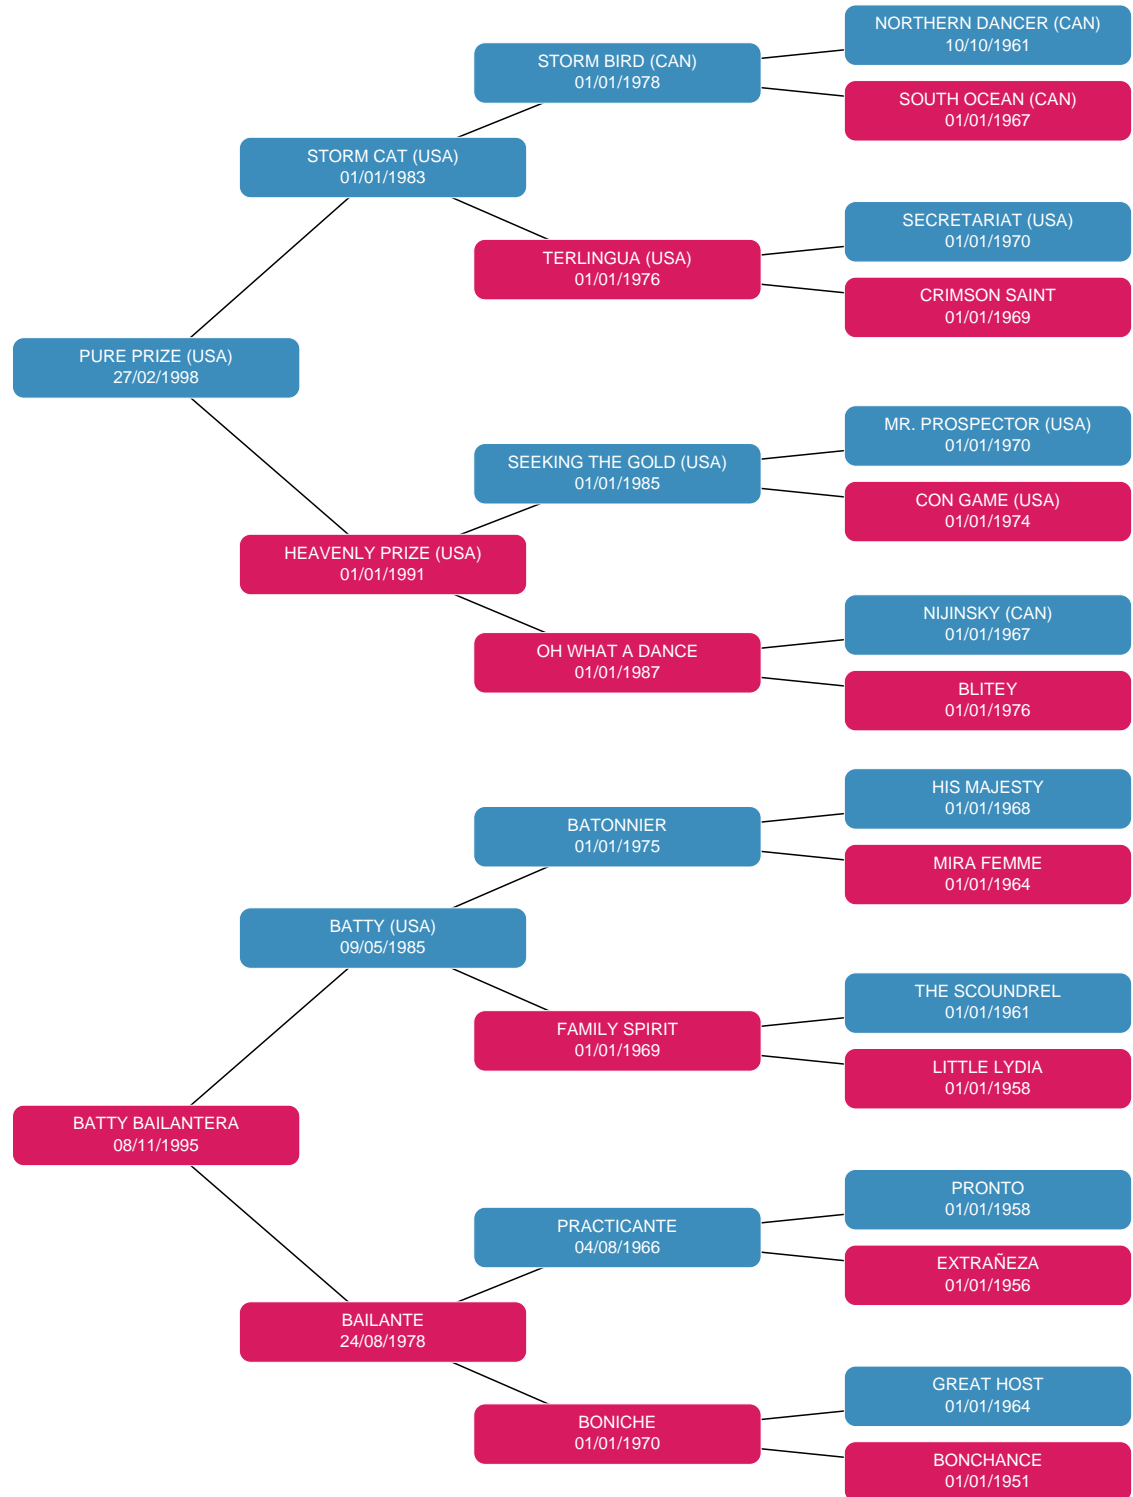 NORTHERN DANCER (CAN)
10/10/1961
STORM BIRD (CAN)
01/01/1978
SOUTH OCEAN (CAN)
01/01/1967
STORM CAT (USA)
01/01/1983
SECRETARIAT (USA)
01/01/1970
TERLINGUA (USA)
01/01/1976
CRIMSON SAINT
01/01/1969
PURE PRIZE (USA)
27/02/1998
MR. PROSPECTOR (USA)
01/01/1970
SEEKING THE GOLD (USA)
01/01/1985
CON GAME (USA)
01/01/1974
HEAVENLY PRIZE (USA)
01/01/1991
NIJINSKY (CAN)
01/01/1967
OH WHAT A DANCE
01/01/1987
BLITEY
01/01/1976
HIS MAJESTY
01/01/1968
BATONNIER
01/01/1975
MIRA FEMME
01/01/1964
BATTY (USA)
09/05/1985
THE SCOUNDREL
01/01/1961
FAMILY SPIRIT
01/01/1969
LITTLE LYDIA
01/01/1958
BATTY BAILANTERA
08/11/1995
PRONTO
01/01/1958
PRACTICANTE
04/08/1966
EXTRAÑEZA
01/01/1956
BAILANTE
24/08/1978
GREAT HOST
01/01/1964
BONICHE
01/01/1970
BONCHANCE
01/01/1951